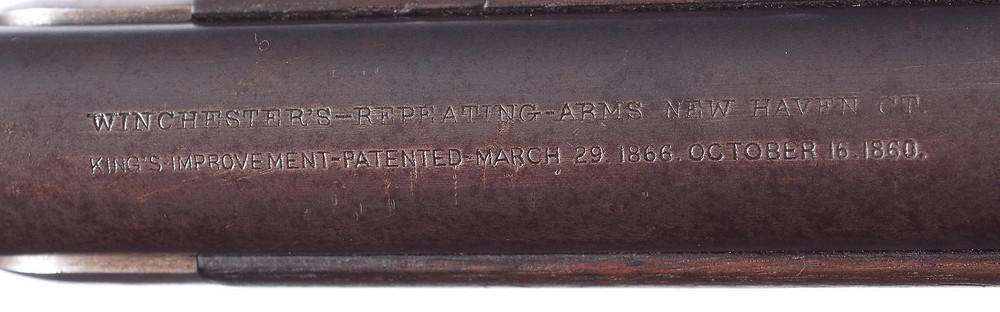 WINCHESTER'S-REPEATING-ARMS NEW HAVEN CT.
KING'S-IMPROVEMENT-PATENTED-MARCH 29. 1866. OCTOBER 16. 1860.